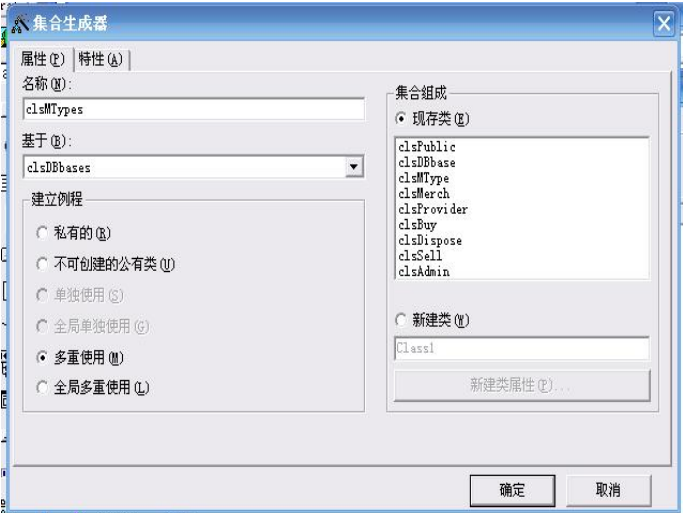 集合生成器
属性(P)
特性(A)
名称(N):
clsMTypes
基于(B):
clsDBbases
建立例程
私有的(R)
不可创建的公有类(U)
单独使用(S)
全局单独使用(G)
多重使用(M)
全局多重使用(L)
集合组成
现存类(E)
clsPublic
clsDBbase
clsMType
clsMerch
clsProvider
clsBuy
clsDispose
clsSell
clsAdmin
新建类(W)
Class1
新建类属性(P)...
确定
取消